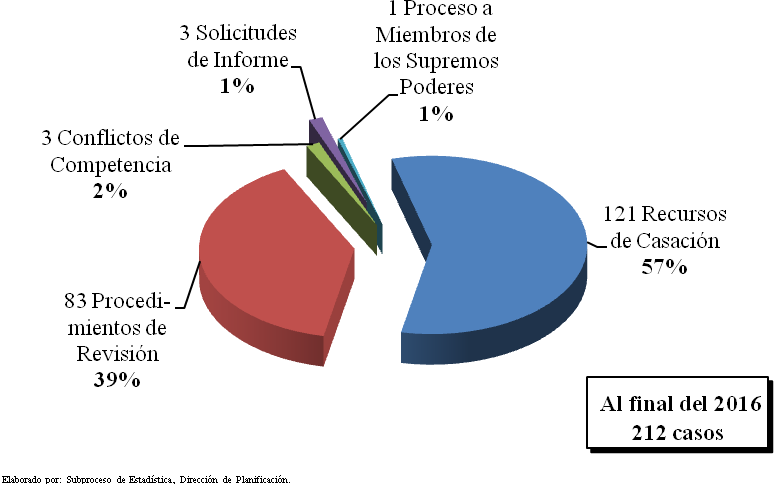 1 Proceso a
Miembros de
los Supremos
Poderes
1%
3 Solicitudes
de Informe
1%
3 Conflictos de
Competencia
2%
121 Recursos
de Casación
57%
83 Procedi-
mientos de
Revisión
39%
Al final del 2016
212 casos
Elaborado por: Subproceso de Estadística, Dirección de Planificación.